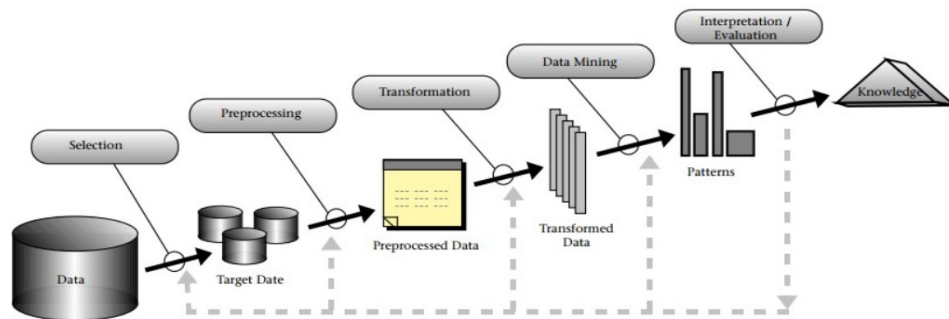 Interpretation /
Evaluation
Data Mining
Transformation
Preprocessing
Selection
Knowledge
Patterns
Transformed
Data
Preprocessed Data
Target Date
Data